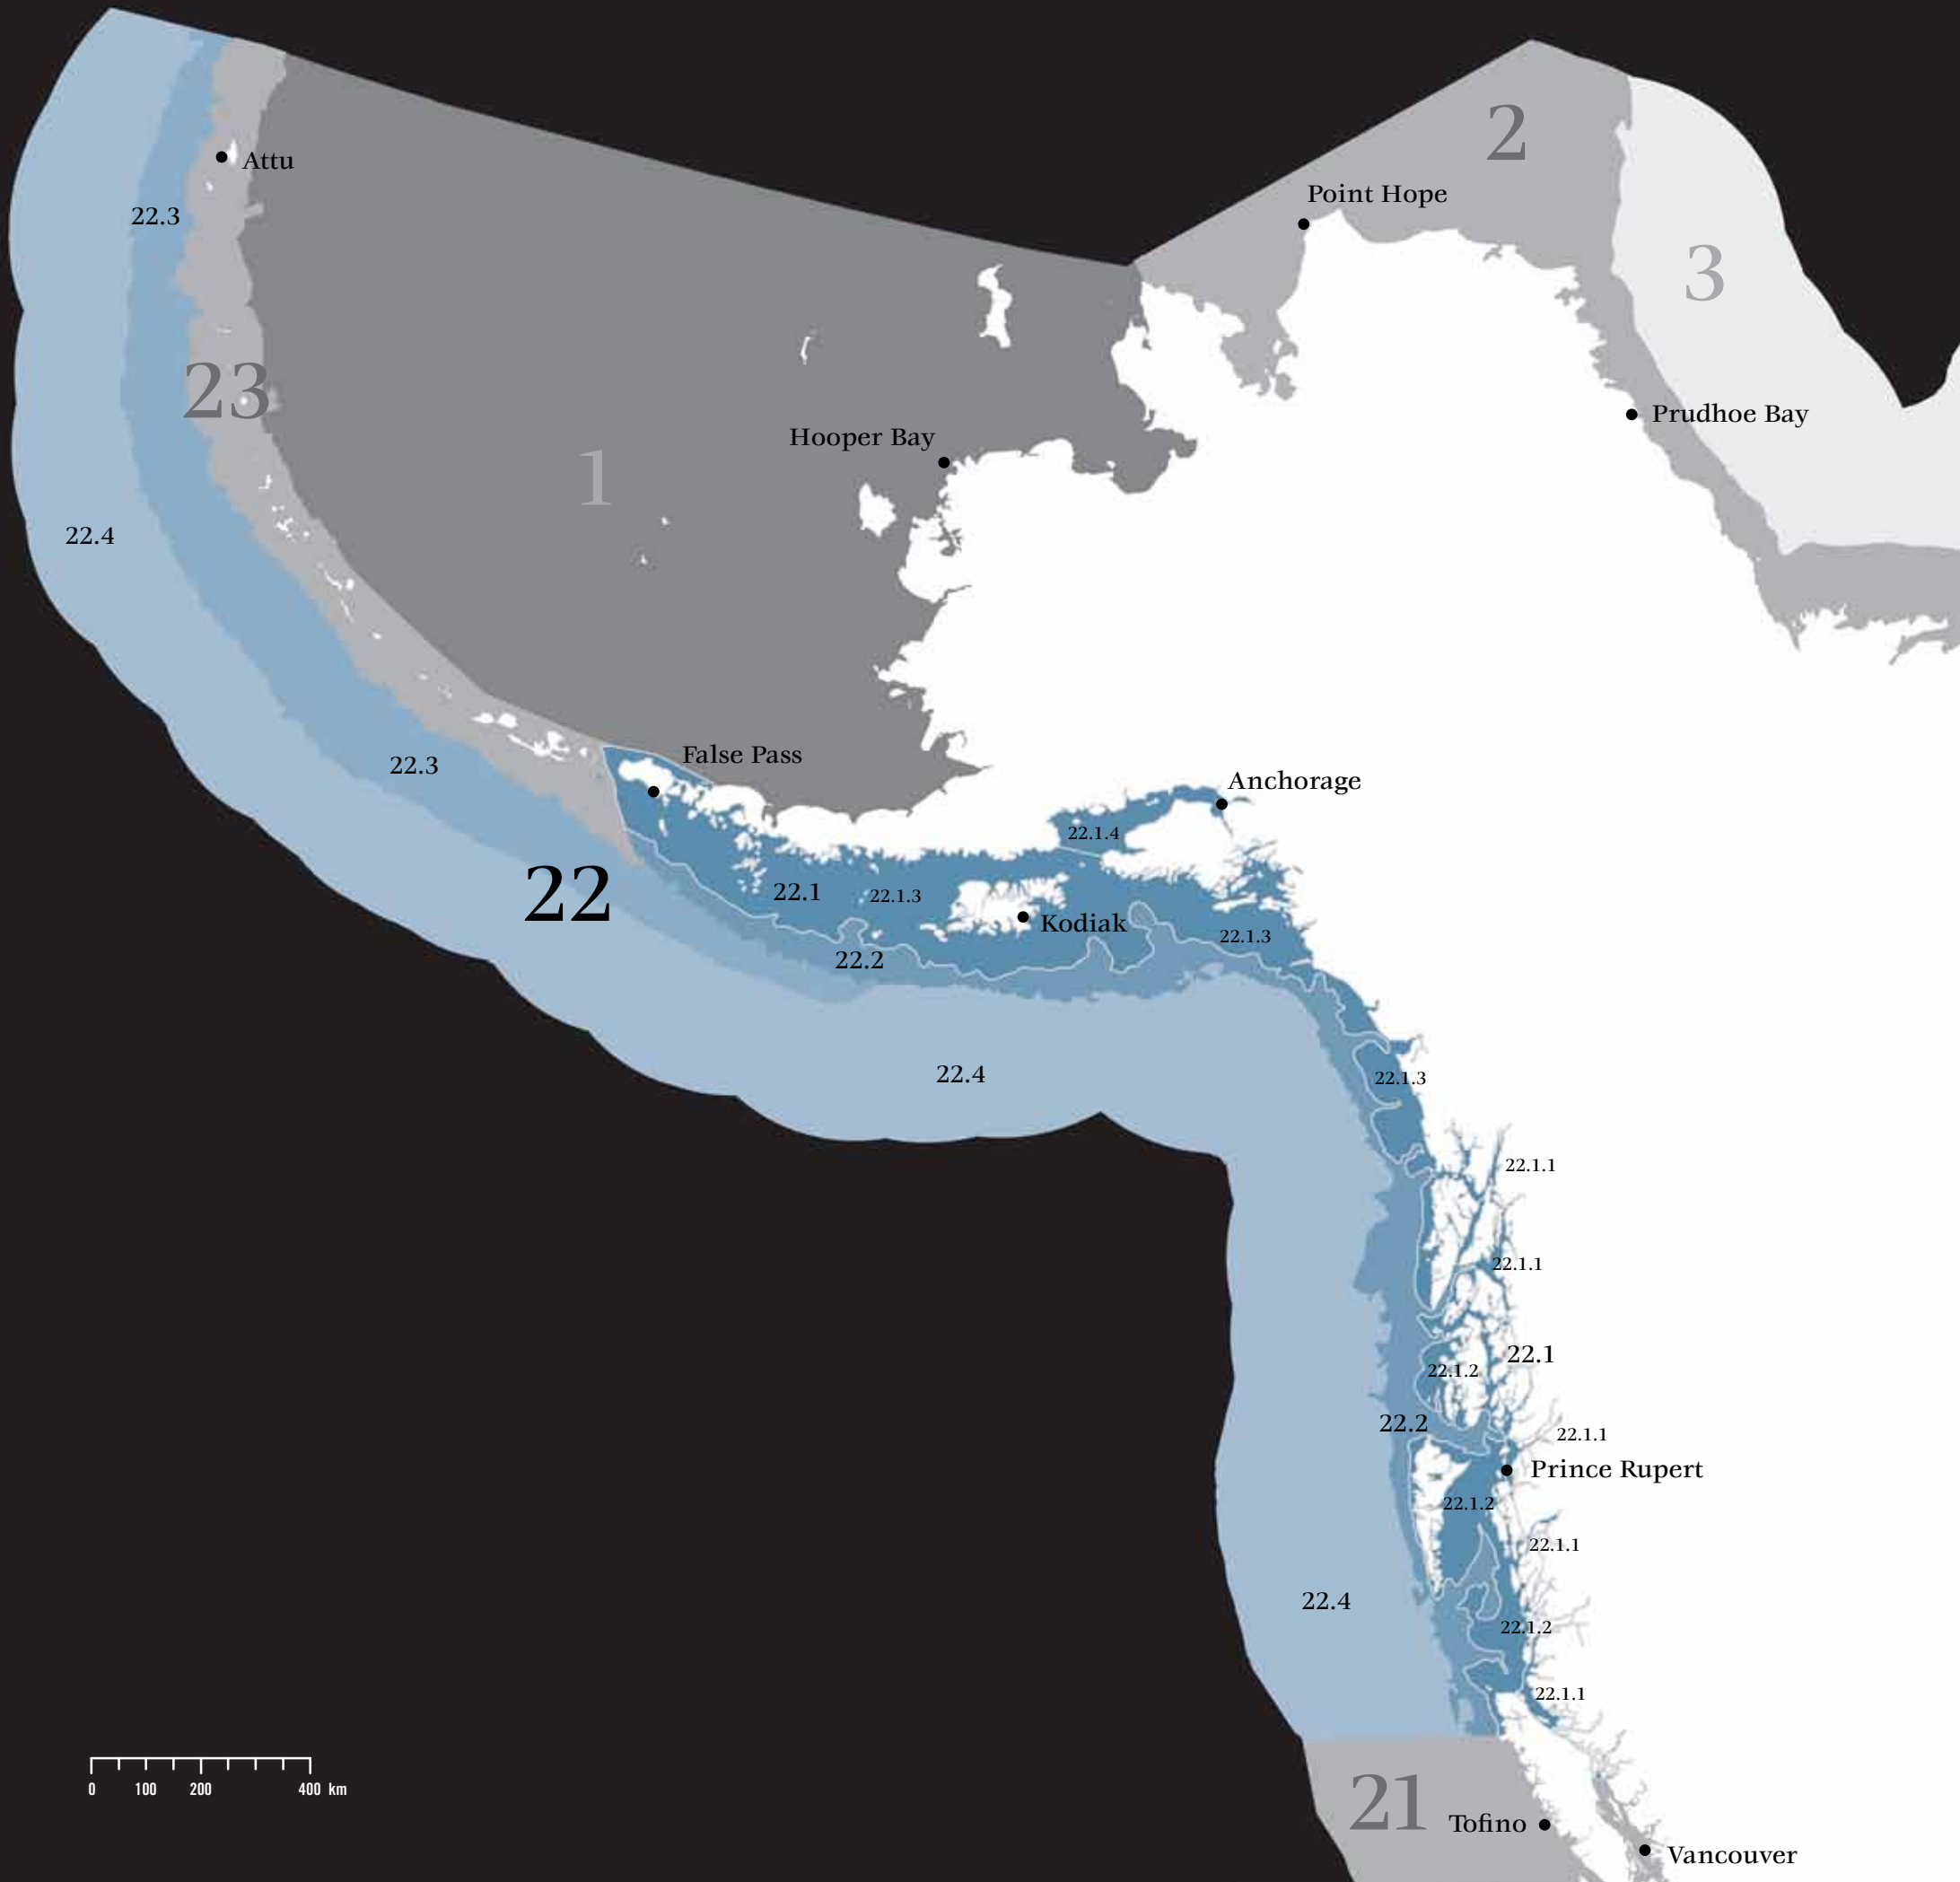 2
Attu
Point Hope
22.3
3
23
Prudhoe Bay
Hooper Bay
1
22.4
False Pass
22.3
Anchorage
22.1.4
22
22.1
22.1.3
Kodiak
22.1.3
22.2
22.4
22.1.3
22.1.1
22.1.1
22.1
22.1.2
22.2
22.1.1
Prince Rupert
22.1.2
22.1.1
22.4
22.1.2
22.1.1
0 100 200 400 km
21
Tofino
Vancouver